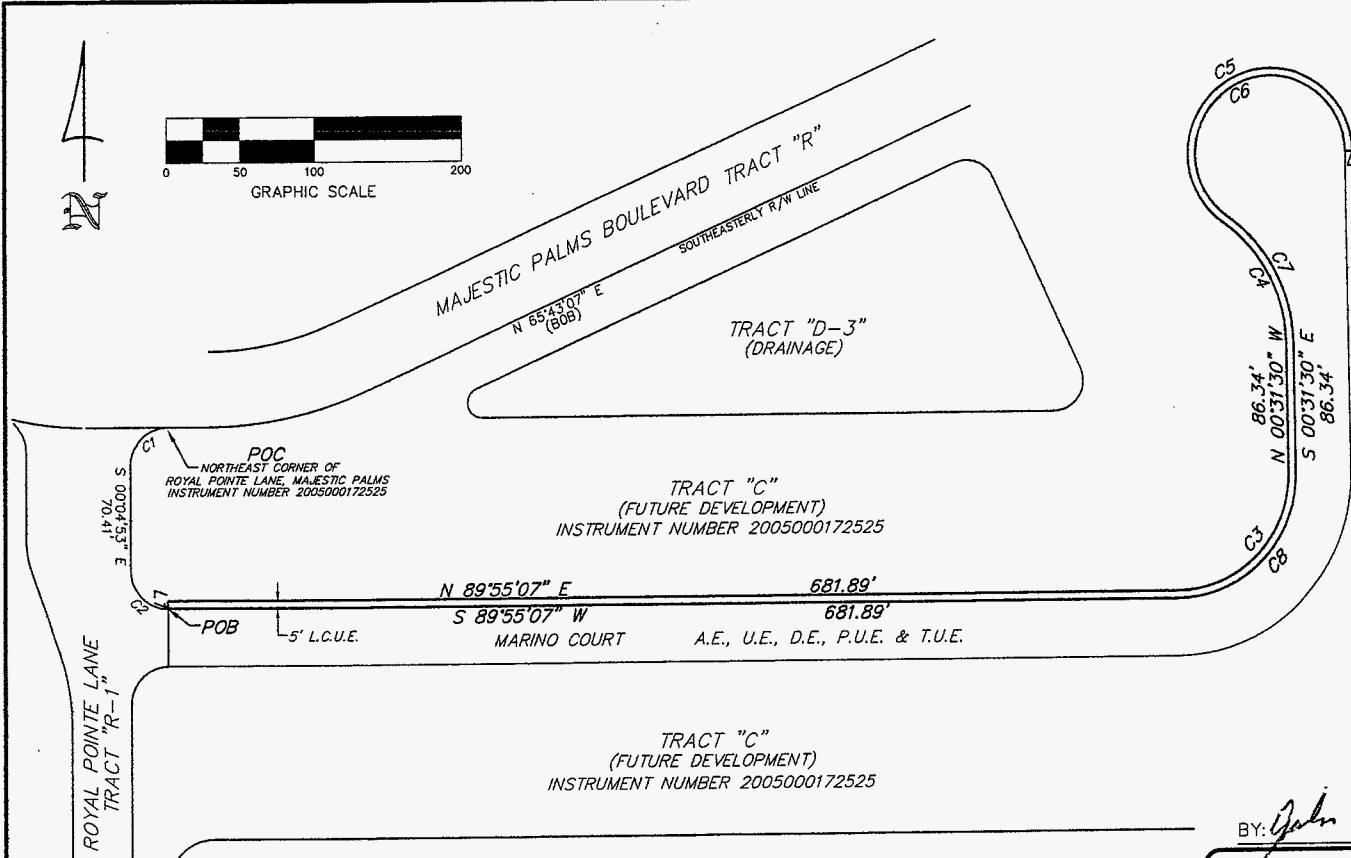 N
0 50 100 200
GRAPHIC SCALE
MAJESTIC PALMS BOULEVARD TRACT "R"
SOUTHEASTERLY R/W LINE
N 65°43'07" E
(BOB)
TRACT "D-3"
(DRAINAGE)
C5
C6
C7
C4
N 00°31'30" W
86.34'
S 00°31'30" E
86.34'
C1
POC
NORTHEAST CORNER OF
ROYAL POINTE LANE, MAJESTIC PALMS
INSTRUMENT NUMBER 2005000172525
S 00°04'53" E
70.41'
TRACT "C"
(FUTURE DEVELOPMENT)
INSTRUMENT NUMBER 2005000172525
C3
C8
C2
L1
N 89°55'07" E 681.89'
S 89°55'07" W 681.89'
POB
5' L.C.U.E.
MARINO COURT A.E., U.E., D.E., P.U.E. & T.U.E.
ROYAL POINTE LANE
TRACT "R-1"
TRACT "C"
(FUTURE DEVELOPMENT)
INSTRUMENT NUMBER 2005000172525
BY: